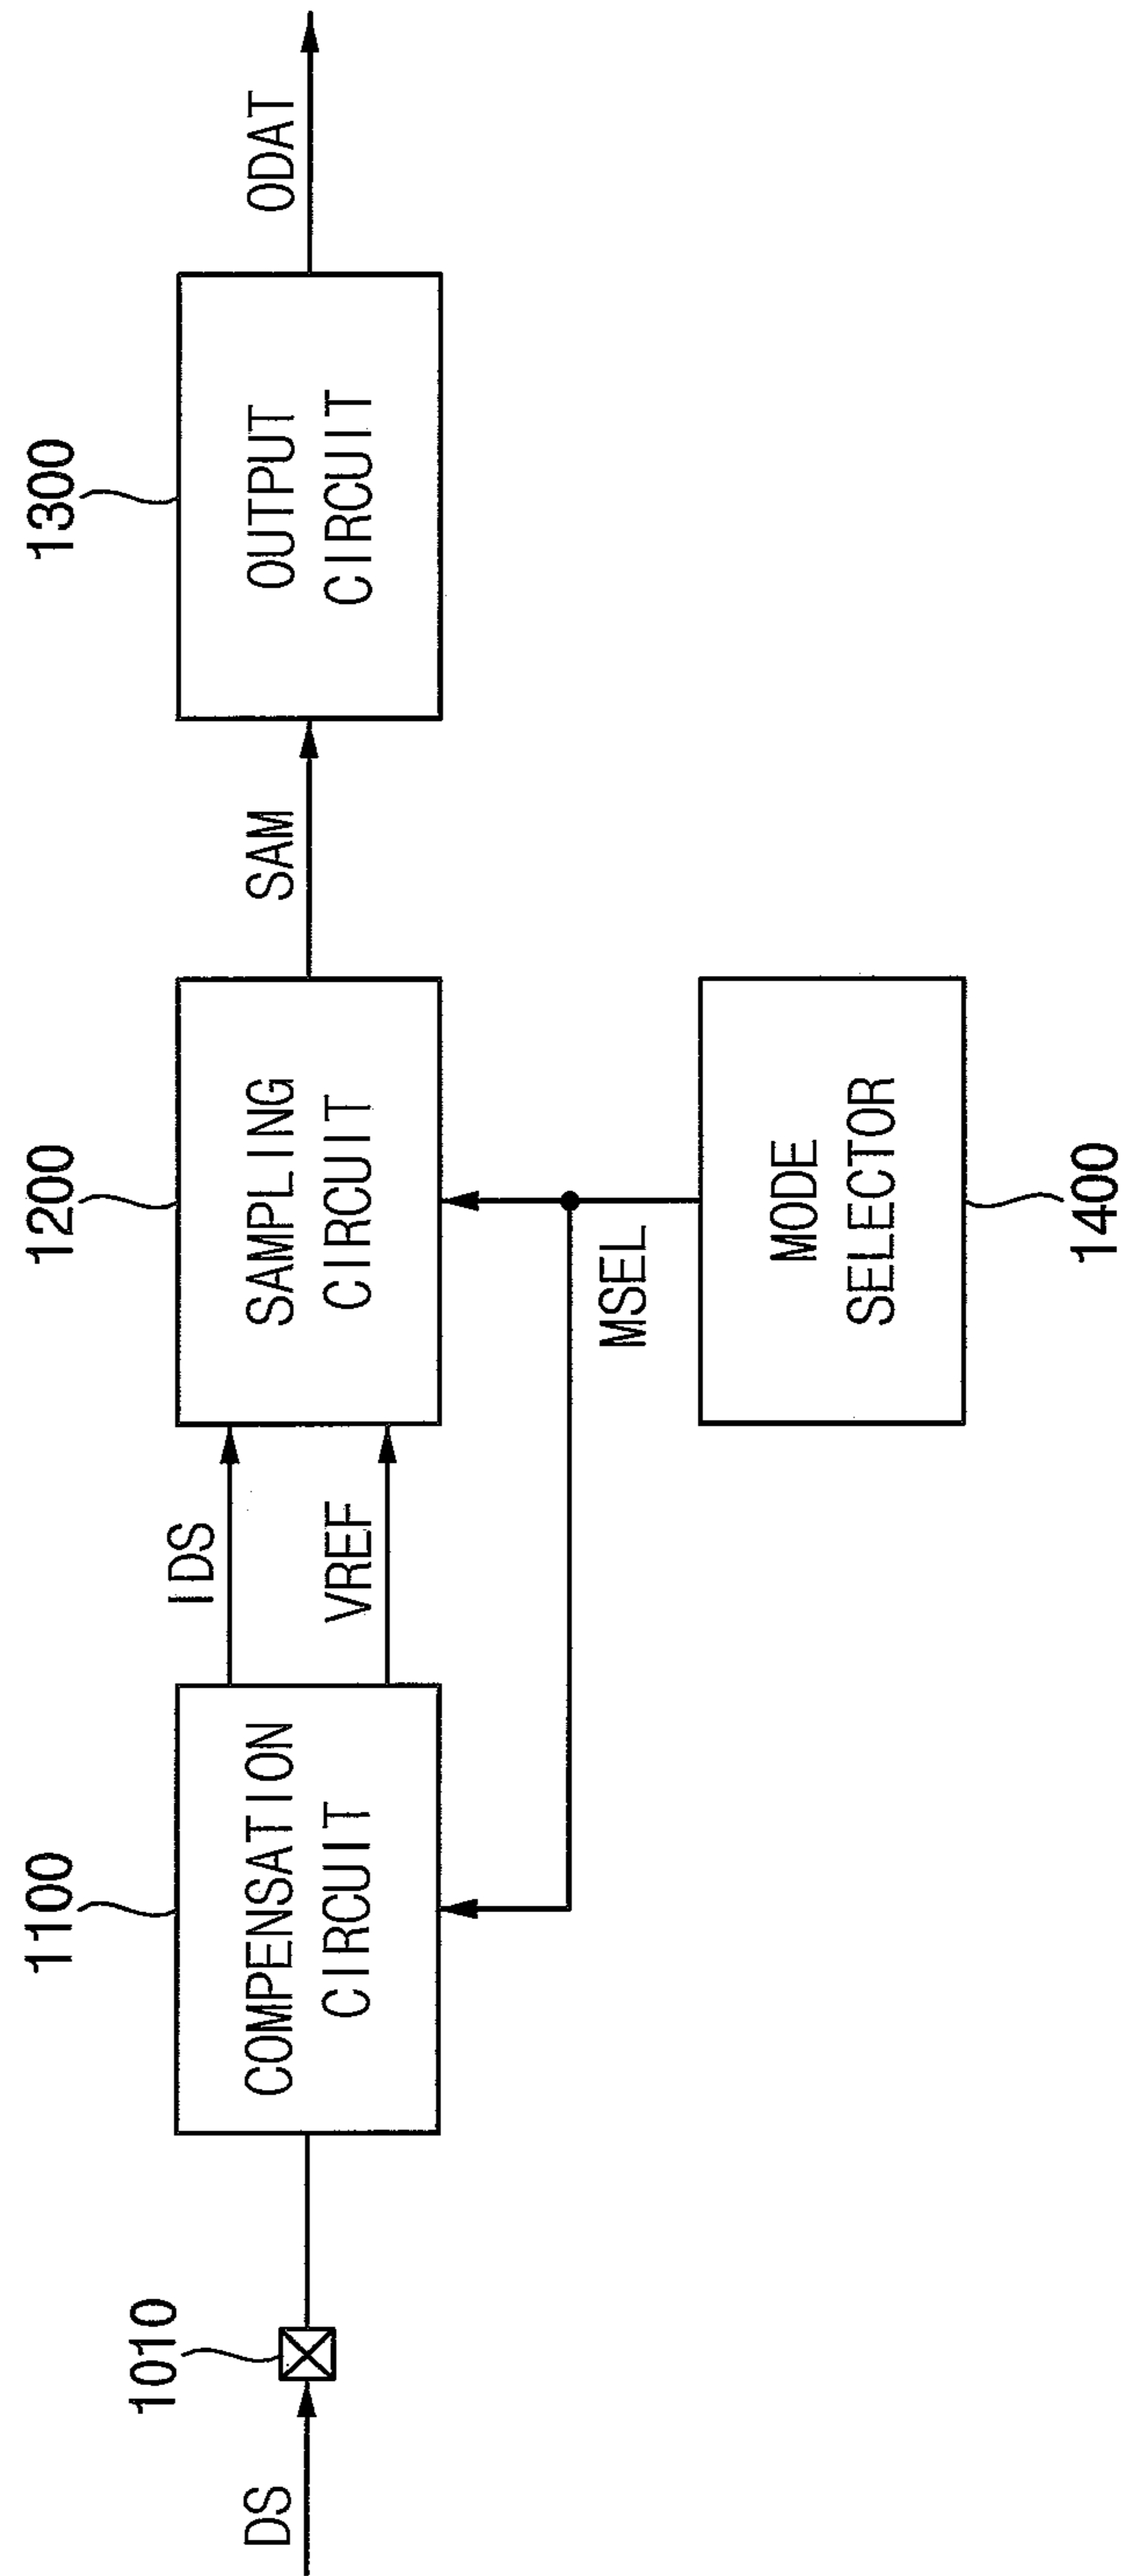 1010
1100
1200
1300
DS
COMPENSATION
CIRCUIT
IDS
VREF
SAMPLING
CIRCUIT
SAM
OUTPUT
CIRCUIT
ODAT
MSEL
MODE
SELECTOR
1400